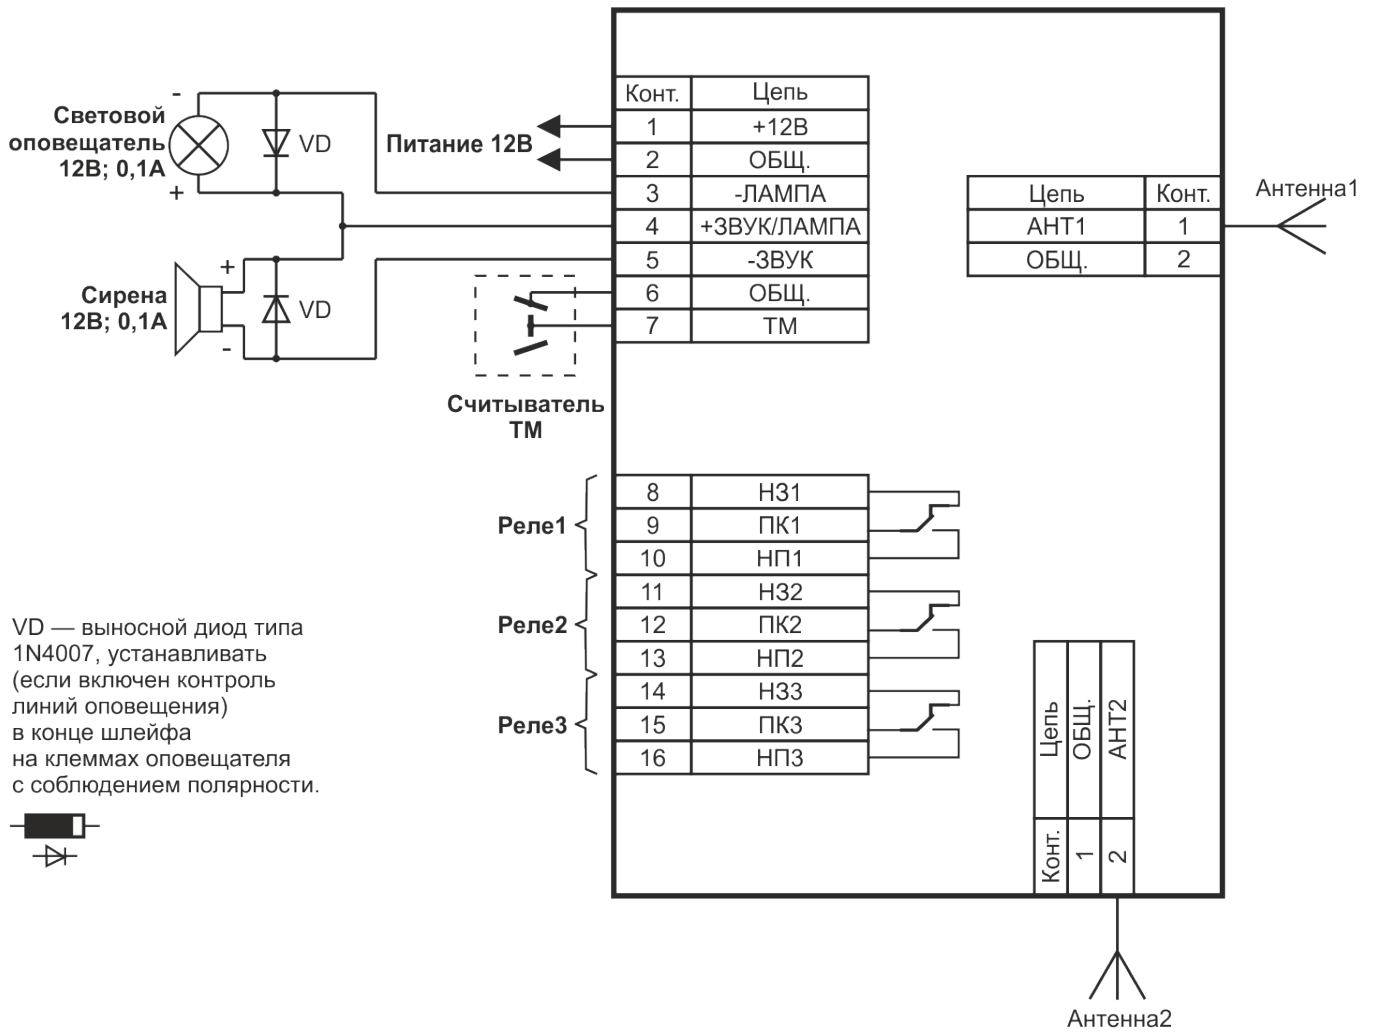 Световой
оповещатель
12В; 0,1А
-
+
VD
Сирена
12В; 0,1А
+
-
VD
Питание 12В
Конт. Цепь
1 +12В
2 ОБЩ.
3 -ЛАМПА
4 +ЗВУК/ЛАМПА
5 -ЗВУК
6 ОБЩ.
7 ТМ
Считыватель
ТМ
Цепь Конт.
АНТ1 1
ОБЩ. 2
Антенна1
Реле1
8 НЗ1
9 ПК1
10 НП1
Реле2
11 НЗ2
12 ПК2
13 НП2
Реле3
14 НЗ3
15 ПК3
16 НП3
VD — выносной диод типа
1N4007, устанавливать
(если включен контроль
линий оповещения)
в конце шлейфа
на клеммах оповещателя
с соблюдением полярности.
Конт. Цепь
1 ОБЩ.
2 АНТ2
Антенна2